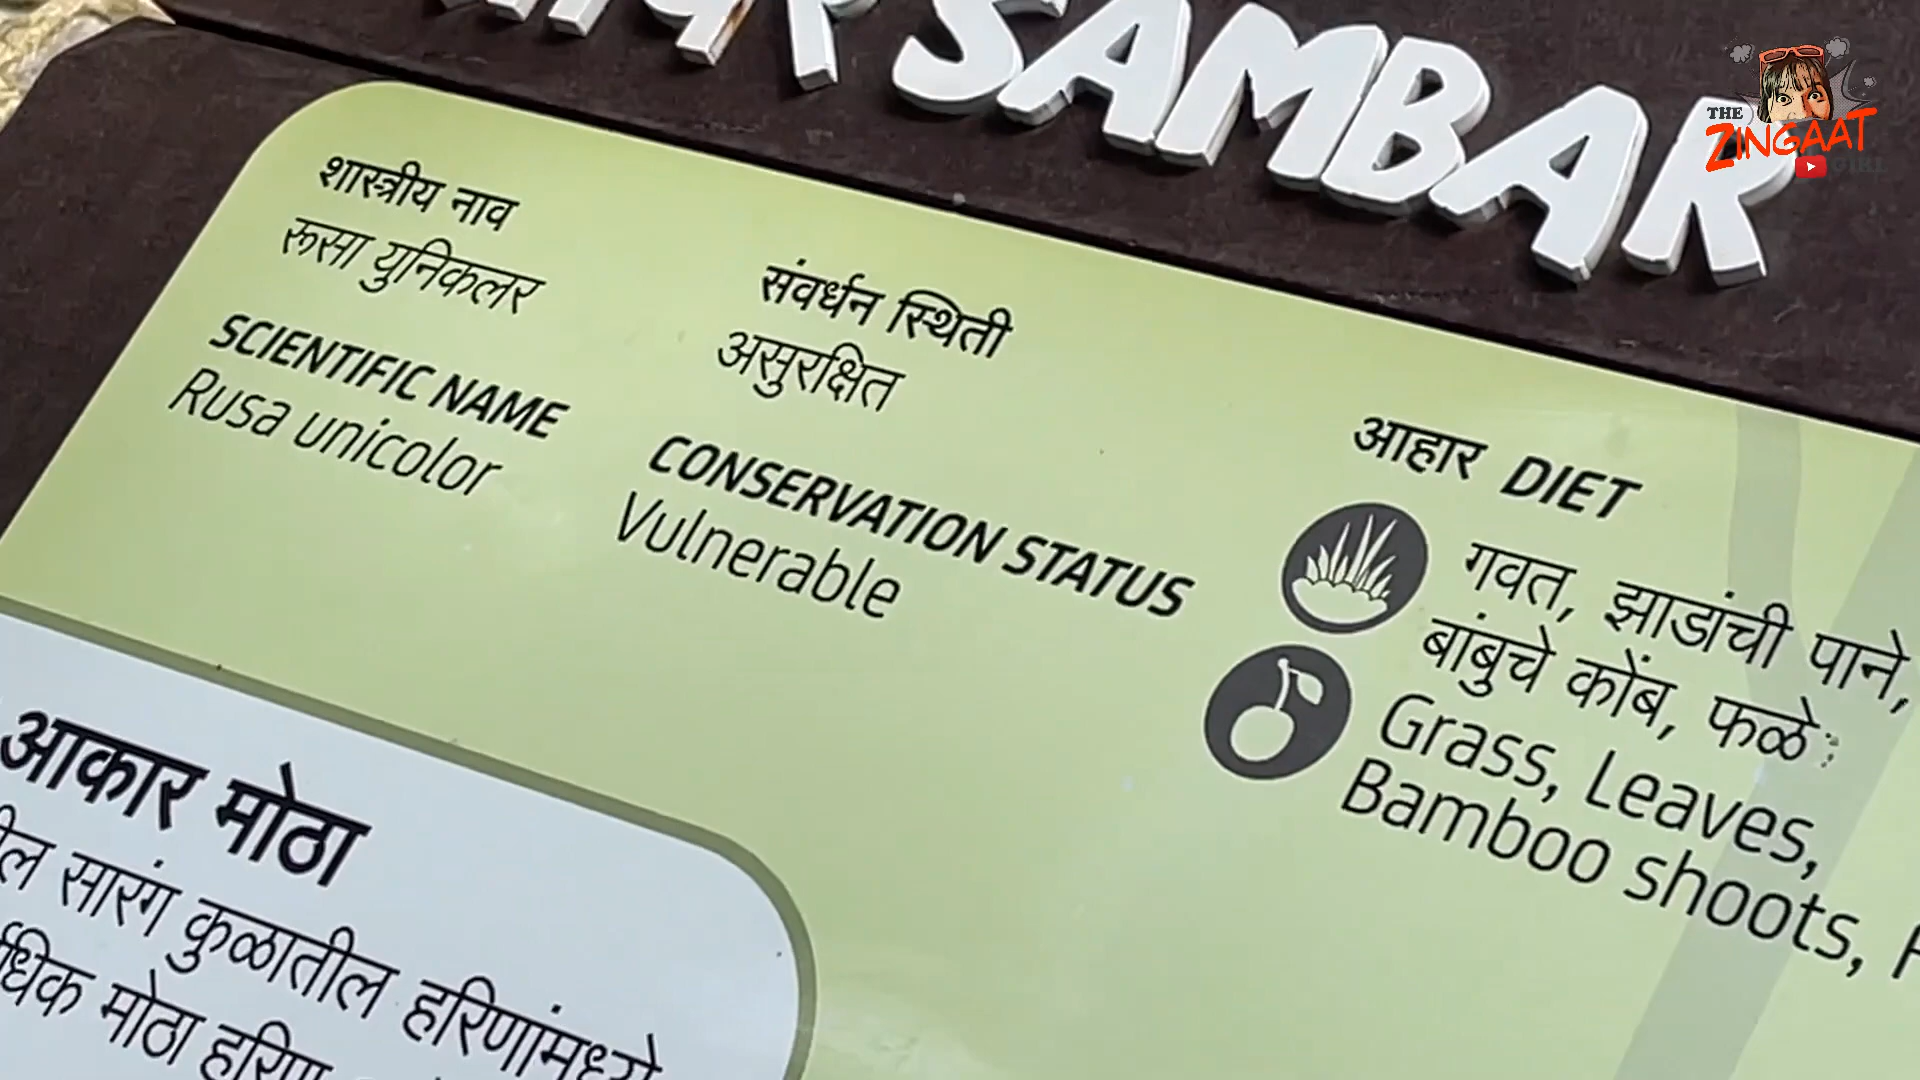 SAMBAR
THE
ZINGAAT
शास्त्रीय नाव
रूसा युनिकलर
SCIENTIFIC NAME
Rusa unicolor
संवर्धन स्थिती
असुरक्षित
CONSERVATION STATUS
Vulnerable
आहार DIET
गवत, झाडांची पाने,
बांबुचे कोंब, फळे
Grass, Leaves,
Bamboo shoots,
आकार मोठा
सारंग कुळातील हरिणांमध्ये
मोठा हरिण